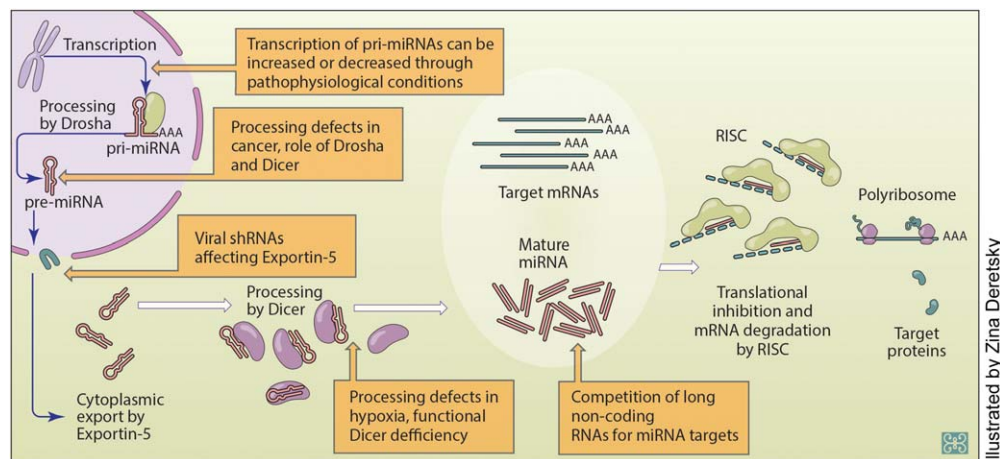 Transcription
Transcription of pri-miRNAs can be
increased or decreased through
pathophysiological conditions
Processing
by Drosha
AAA
pri-miRNA
Processing defects in
cancer, role of Drosha
and Dicer
pre-miRNA
Viral shRNAs
affecting Exportin-5
Processing
by Dicer
Cytoplasmic
export by
Exportin-5
Processing defects in
hypoxia, functional
Dicer deficiency
AAA
AAA
AAA
AAA
AAA
Target mRNAs
Mature
miRNA
Competition of long
non-coding
RNAs for miRNA targets
RISC
Translational
inhibition and
mRNA degradation
by RISC
Polyribosome
AAA
Target
proteins
Illustrated by Zina Deretsky